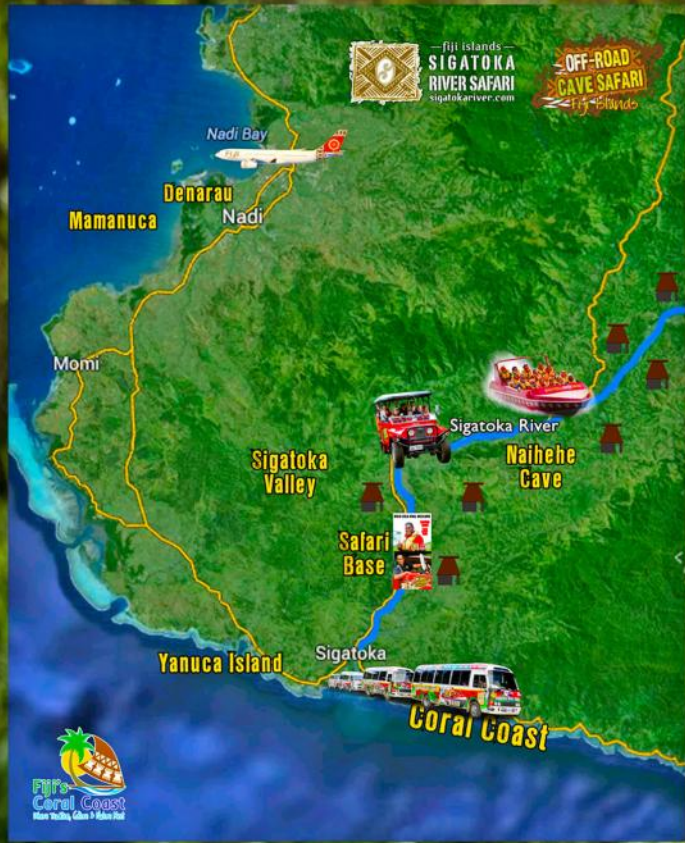 fiji islands
SIGATOKA
RIVER SAFARI
sigatokariver.com
OFF-ROAD
CAVE SAFARI
Fiji Islands
Nadi Bay
FIJI
Denarau
Mamanuca
Nadi
Momi
Sigatoka River
Sigatoka
Valley
Naihehe
Cave
Safari
Base
Sigatoka
Yanuca Island
Coral Coast
Fiji's
Coral Coast